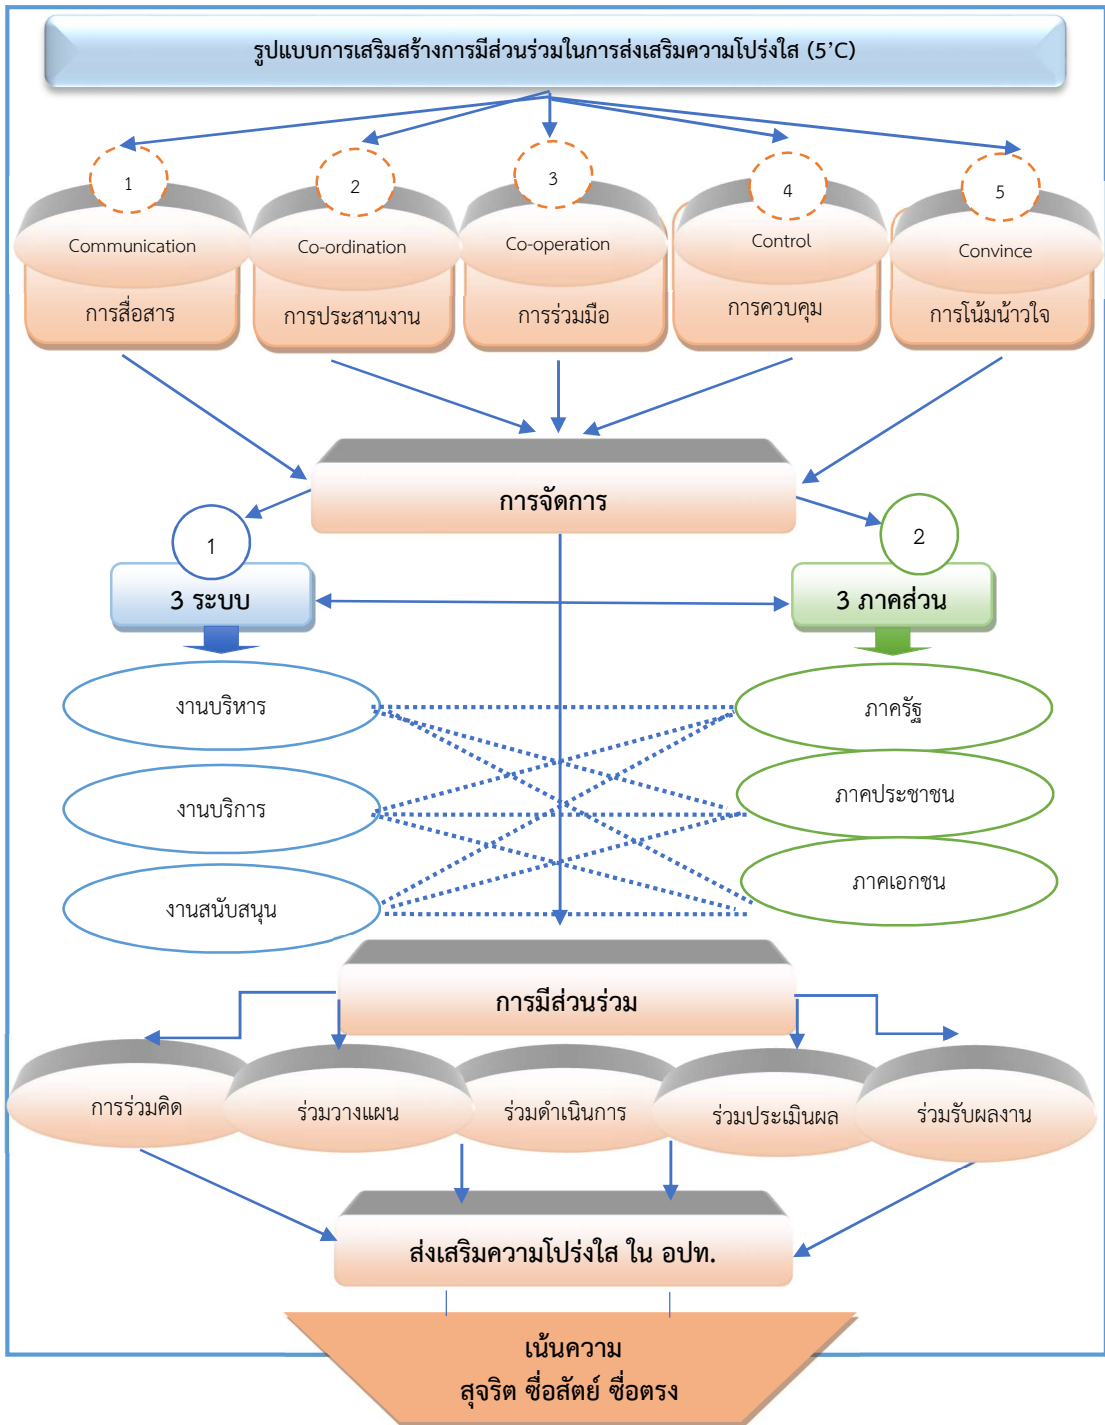 รูปแบบการเสริมสร้างการมีส่วนร่วมในการส่งเสริมความโปร่งใส (5’C)
1
2
3
4
5
Communication
Co-ordination
Co-operation
Control
Convince
การสื่อสาร
การประสานงาน
การร่วมมือ
การควบคุม
การโน้มน้าวใจ
การจัดการ
1
2
3 ระบบ
3 ภาคส่วน
งานบริหาร
ภาครัฐ
งานบริการ
ภาคประชาชน
งานสนับสนุน
ภาคเอกชน
การมีส่วนร่วม
การร่วมคิด
ร่วมวางแผน
ร่วมดำเนินการ
ร่วมประเมินผล
ร่วมรับผลงาน
ส่งเสริมความโปร่งใส ใน อปท.
เน้นความ
สุจริต ซื่อสัตย์ ซื่อตรง